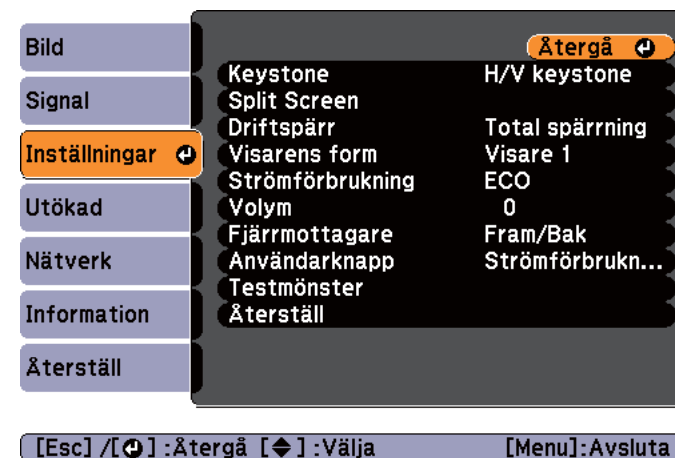 Bild
Signal
Inställningar
Utökad
Nätverk
Information
Återställ
Återgå
Keystone H/V keystone
Split Screen
Driftspärr Total spärrning
Visarens form Visare 1
Strömförbrukning ECO
Volym 0
Fjärrmottagare Fram/Bak
Användarknapp Strömförbrukn...
Testmönster
Återställ
[Esc] /[⏎] :Återgå [◆] :Välja [Menu]:Avsluta